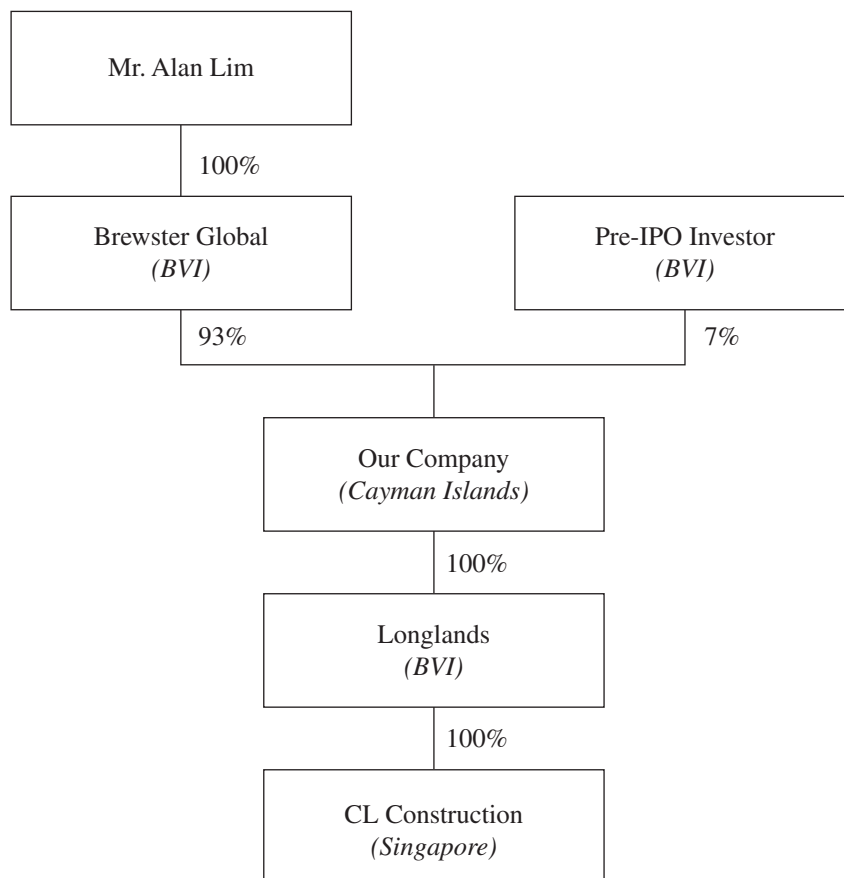 Mr. Alan Lim
100%
Brewster Global
(BVI)
Pre-IPO Investor
(BVI)
93%
7%
Our Company
(Cayman Islands)
100%
Longlands
(BVI)
100%
CL Construction
(Singapore)